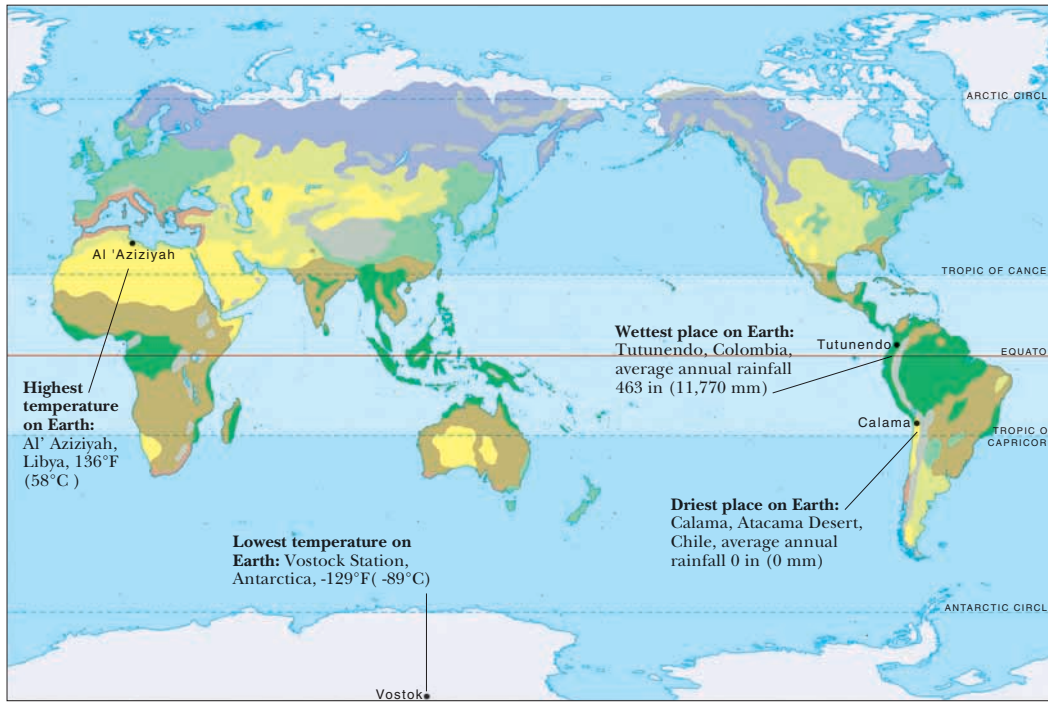 ARCTIC CIRCL
Al 'Aziziyah
TROPIC OF CANCE
Wettest place on Earth:
Tutunendo, Colombia,
average annual rainfall
463 in (11,770 mm)
Tutunendo
EQUATO
Highest
temperature
on Earth:
Al' Aziziyah,
Libya, 136°F
(58°C )
Calama
TROPIC O
CAPRICOR
Driest place on Earth:
Calama, Atacama Desert,
Chile, average annual
rainfall 0 in (0 mm)
Lowest temperature on
Earth: Vostock Station,
Antarctica, -129°F( -89°C)
ANTARCTIC CIRCL
Vostok